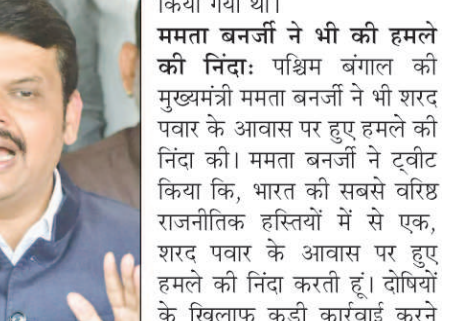 किया गया था।
ममता बनर्जी ने भी की हमले
की निंदाः पश्चिम बंगाल की
मुख्यमंत्री ममता बनर्जी ने भी शरद
पवार के आवास पर हुए हमले की
निंदा की। ममता बनर्जी ने ट्वीट
किया कि, भारत की सबसे वरिष्ठ
राजनीतिक हस्तियों में से एक,
शरद पवार के आवास पर हुए
हमले की निंदा करती हूं। दोषियों
के खिलाफ कड़ी कार्रवाई करने